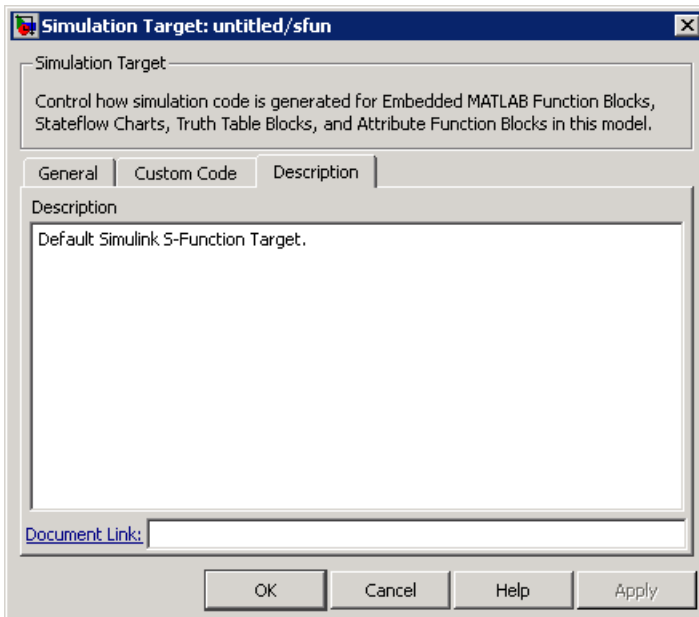 Simulation Target: untitled/sfun
Simulation Target
Control how simulation code is generated for Embedded MATLAB Function Blocks,
Stateflow Charts, Truth Table Blocks, and Attribute Function Blocks in this model.
General Custom Code Description
Description
Default Simulink S-Function Target.
Document Link:
OK Cancel Help Apply